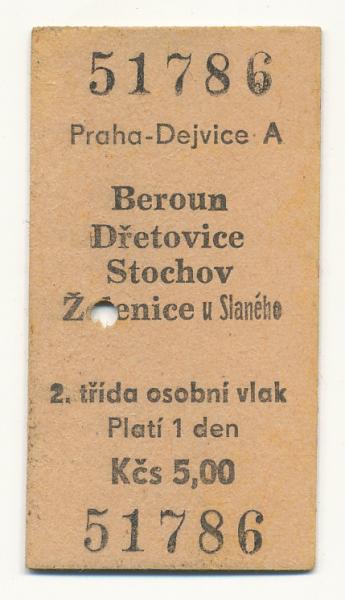 51786
Praha-Dejvice A
Beroun
Dřetovice
Stochov
u Slaného
2. třída osobní vlak
Platí 1 den
Kčs 5,00
51786